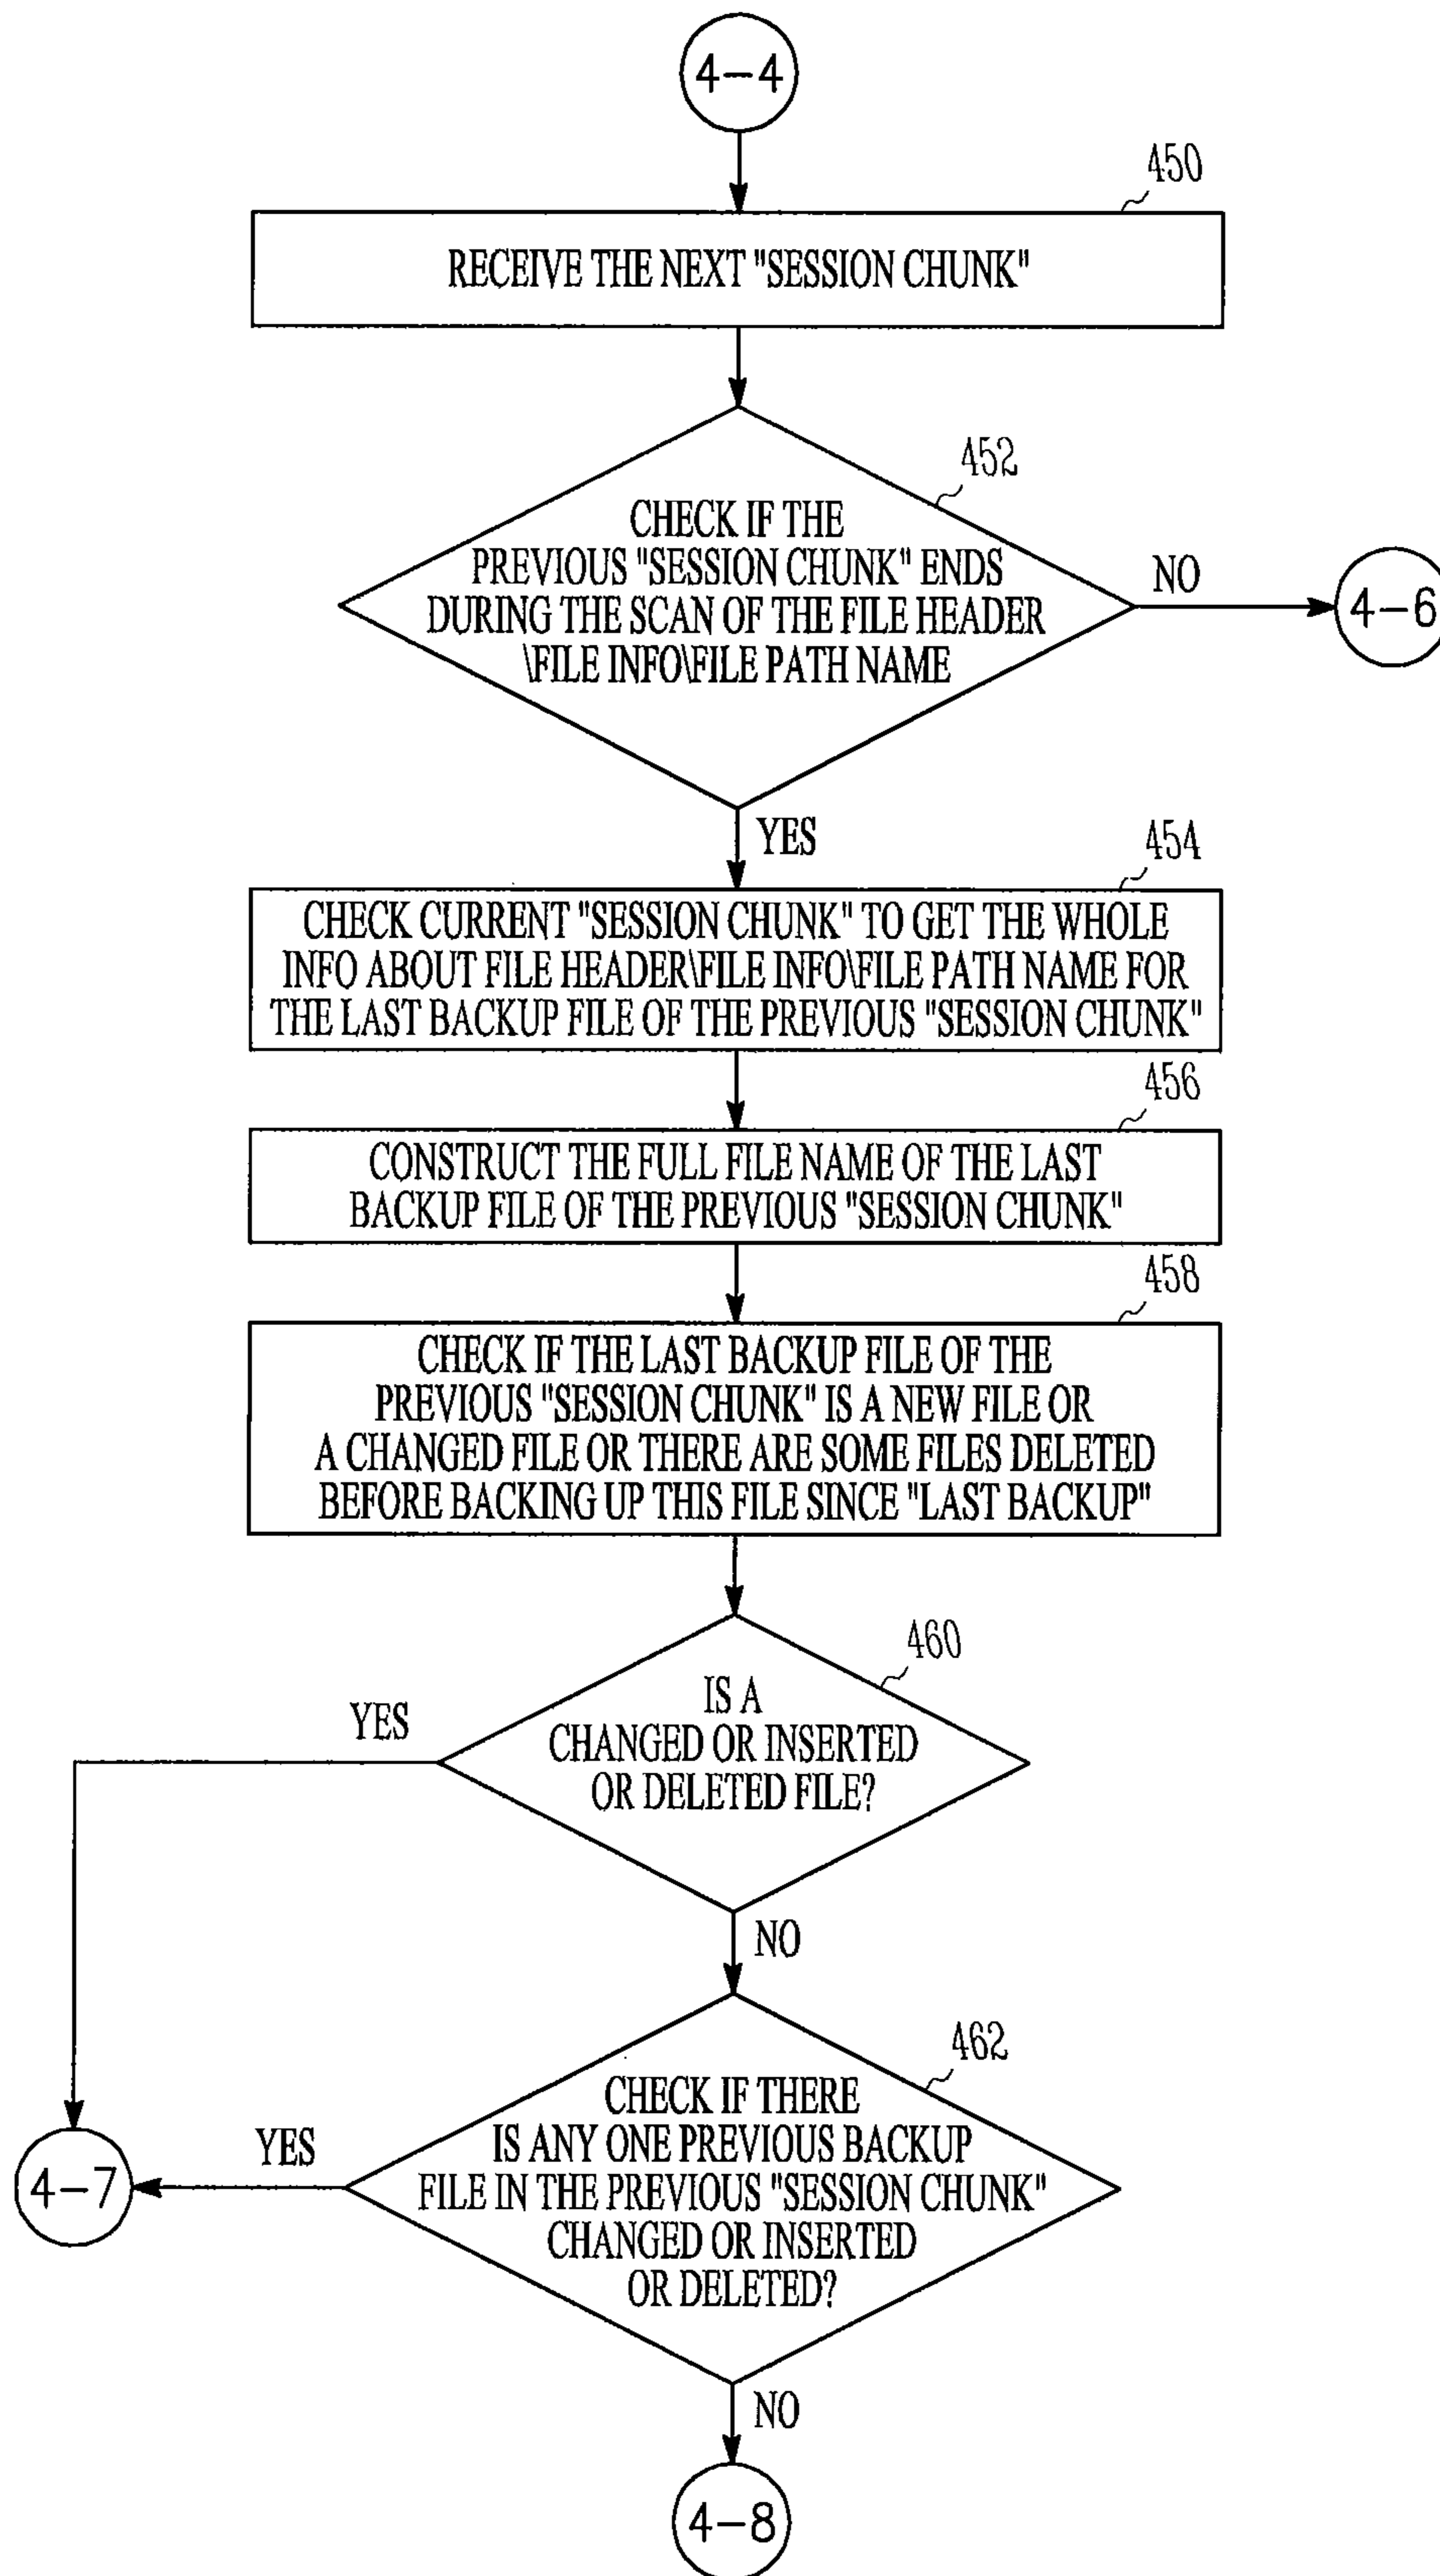 4-4
450
RECEIVE THE NEXT "SESSION CHUNK"
452
CHECK IF THE
PREVIOUS "SESSION CHUNK" ENDS
DURING THE SCAN OF THE FILE HEADER
\FILE INFO\FILE PATH NAME
NO
4-6
YES
454
CHECK CURRENT "SESSION CHUNK" TO GET THE WHOLE
INFO ABOUT FILE HEADER\FILE INFO\FILE PATH NAME FOR
THE LAST BACKUP FILE OF THE PREVIOUS "SESSION CHUNK"
456
CONSTRUCT THE FULL FILE NAME OF THE LAST
BACKUP FILE OF THE PREVIOUS "SESSION CHUNK"
458
CHECK IF THE LAST BACKUP FILE OF THE
PREVIOUS "SESSION CHUNK" IS A NEW FILE OR
A CHANGED FILE OR THERE ARE SOME FILES DELETED
BEFORE BACKING UP THIS FILE SINCE "LAST BACKUP"
460
IS A
CHANGED OR INSERTED
OR DELETED FILE?
YES
NO
462
CHECK IF THERE
IS ANY ONE PREVIOUS BACKUP
FILE IN THE PREVIOUS "SESSION CHUNK"
CHANGED OR INSERTED
OR DELETED?
YES
4-7
NO
4-8